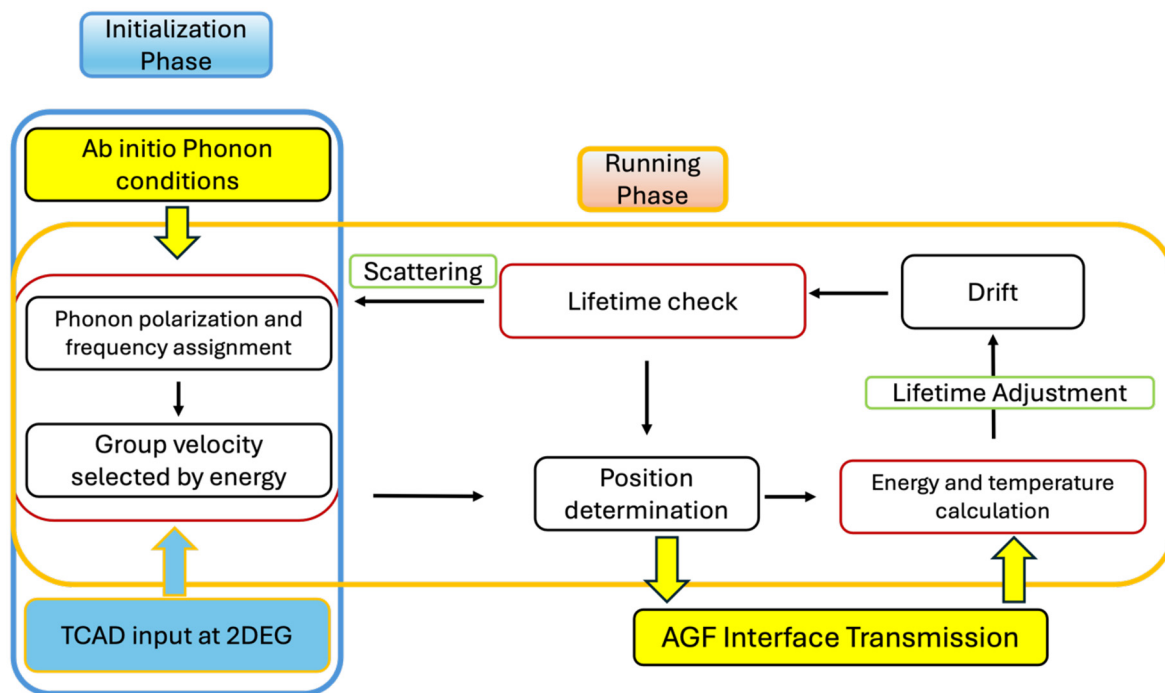 Initialization
Phase
Ab initio Phonon
conditions
Running
Phase
Scattering
Lifetime check
Drift
Phonon polarization and
frequency assignment
Lifetime Adjustment
Group velocity
selected by energy
Position
determination
Energy and temperature
calculation
TCAD input at 2DEG
AGF Interface Transmission